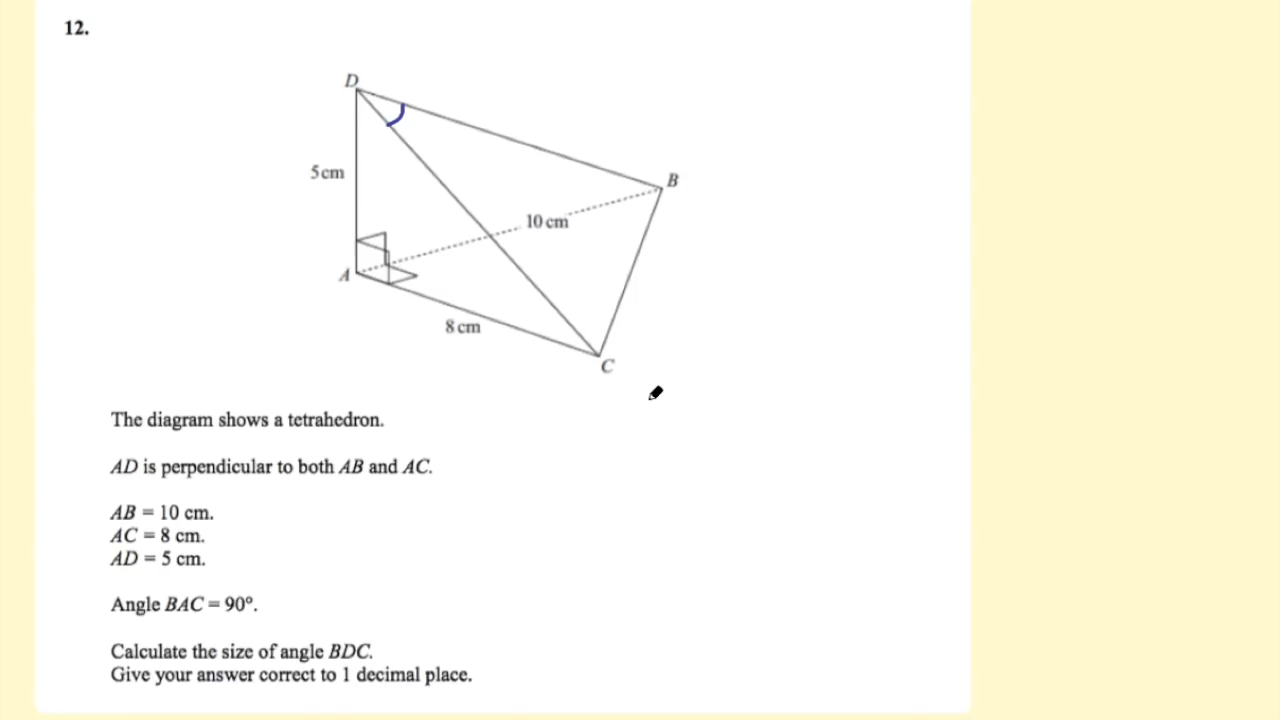 12.
D
5 cm
B
10 cm
A
8 cm
C
The diagram shows a tetrahedron.
AD is perpendicular to both AB and AC.
AB = 10 cm.
AC = 8 cm.
AD = 5 cm.
Angle BAC = 90°.
Calculate the size of angle BDC.
Give your answer correct to 1 decimal place.